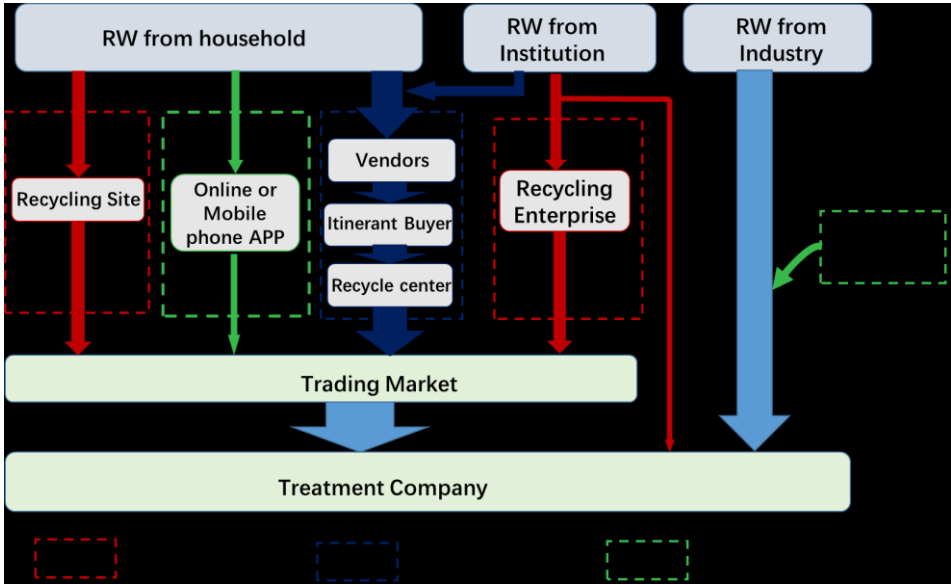 RW from household
RW from
Institution
RW from
Industry
Vendors
Recycling Site
Online or
Mobile
phone APP
Itinerant Buyer
Recycling
Enterprise
Recycle center
Trading Market
Treatment Company